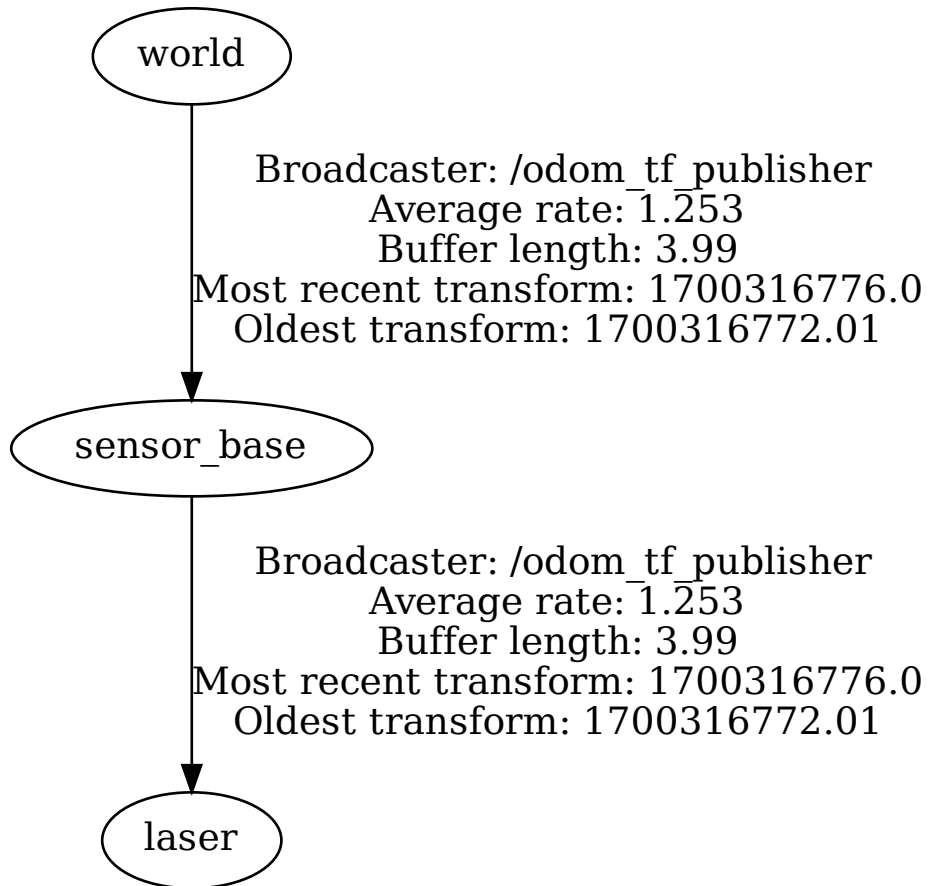 world
Broadcaster: /odom_tf_publisher
Average rate: 1.253
Buffer length: 3.99
Most recent transform: 1700316776.0
Oldest transform: 1700316772.01
sensor_base
Broadcaster: /odom_tf_publisher
Average rate: 1.253
Buffer length: 3.99
Most recent transform: 1700316776.0
Oldest transform: 1700316772.01
laser